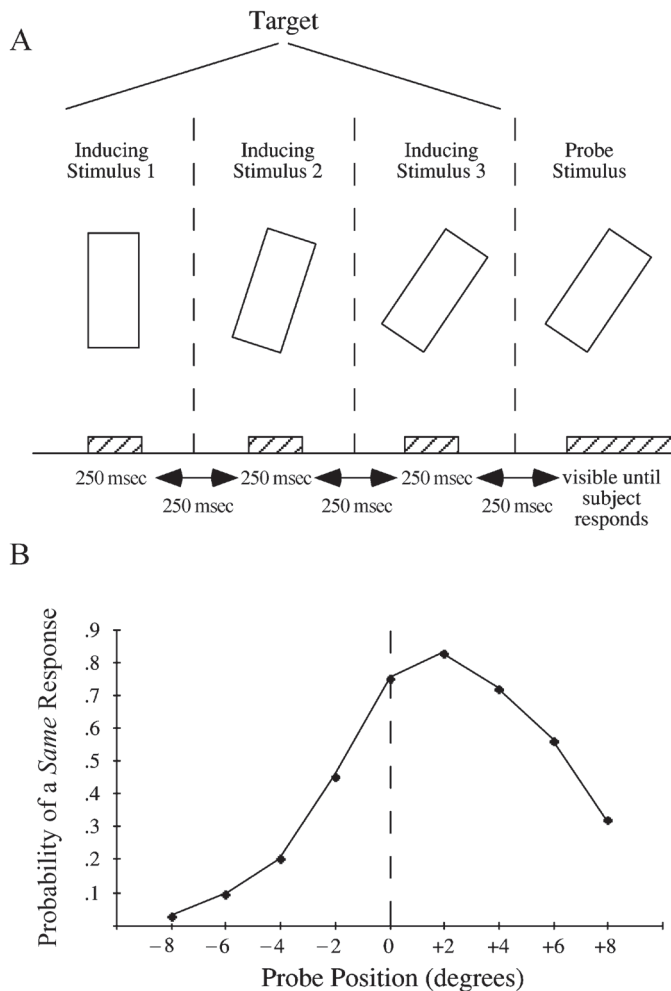 A
Target
Inducing
Stimulus 1
Inducing
Stimulus 2
Inducing
Stimulus 3
Probe
Stimulus
250 msec
250 msec
250 msec
250 msec
250 msec
250 msec
visible until
subject
responds
B
Probability of a Same Response
.9
.8
.7
.6
.5
.4
.3
.2
.1
−8
−6
−4
−2
0
+2
+4
+6
+8
Probe Position (degrees)